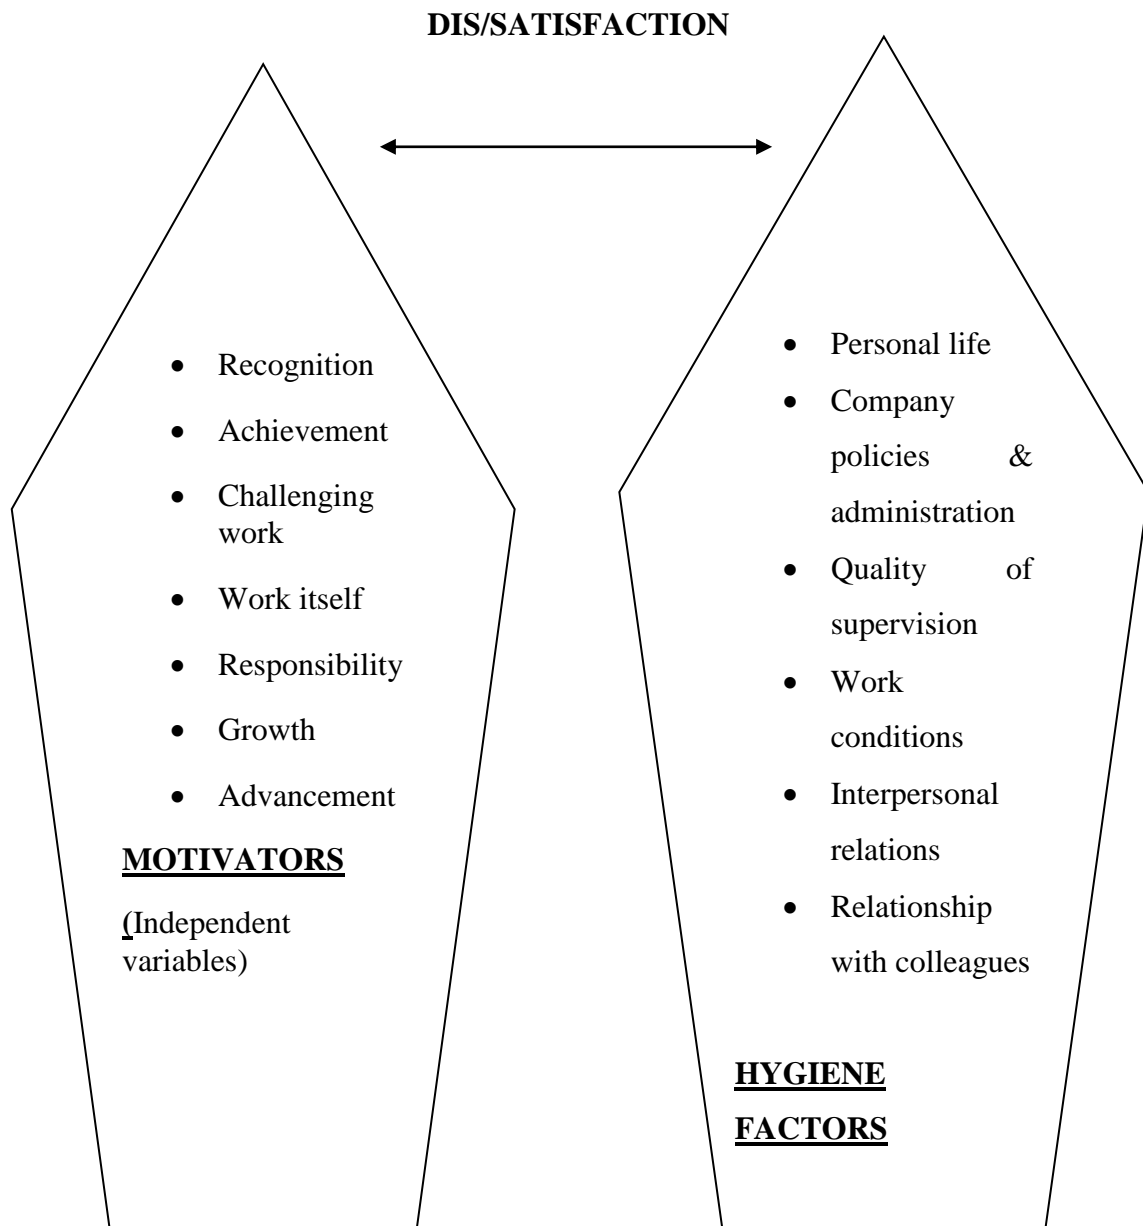 DIS/SATISFACTION
• Recognition
• Achievement
• Challenging
work
• Work itself
• Responsibility
• Growth
• Advancement
MOTIVATORS
(Independent
variables)
• Personal life
• Company
policies &
administration
• Quality of
supervision
• Work
conditions
• Interpersonal
relations
• Relationship
with colleagues
HYGIENE
FACTORS